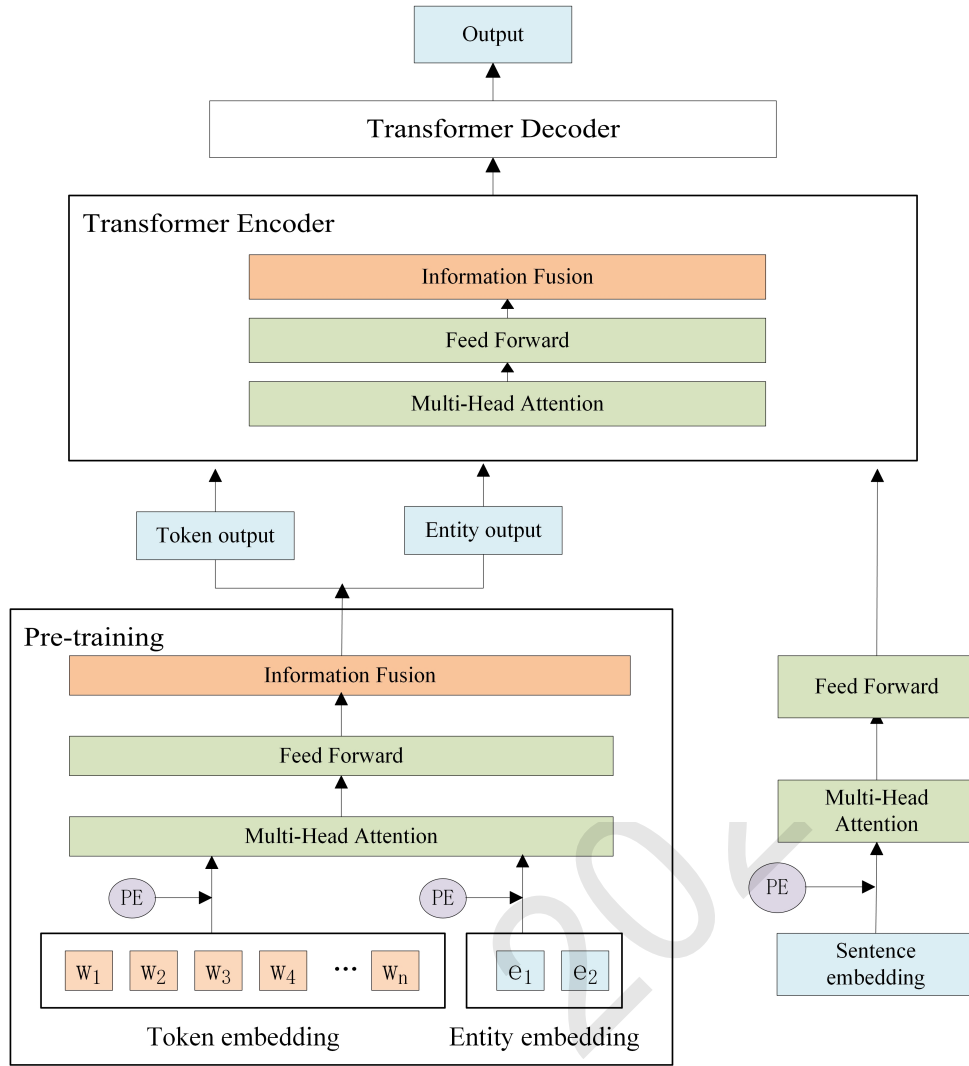 Output
Transformer Decoder
Transformer Encoder
Information Fusion
Feed Forward
Multi-Head Attention
Token output
Entity output
Pre-training
Information Fusion
Feed Forward
Multi-Head Attention
PE
PE
w1 w2 w3 w4 ... wn
e1 e2
Token embedding
Entity embedding
Feed Forward
Multi-Head
Attention
PE
Sentence
embedding